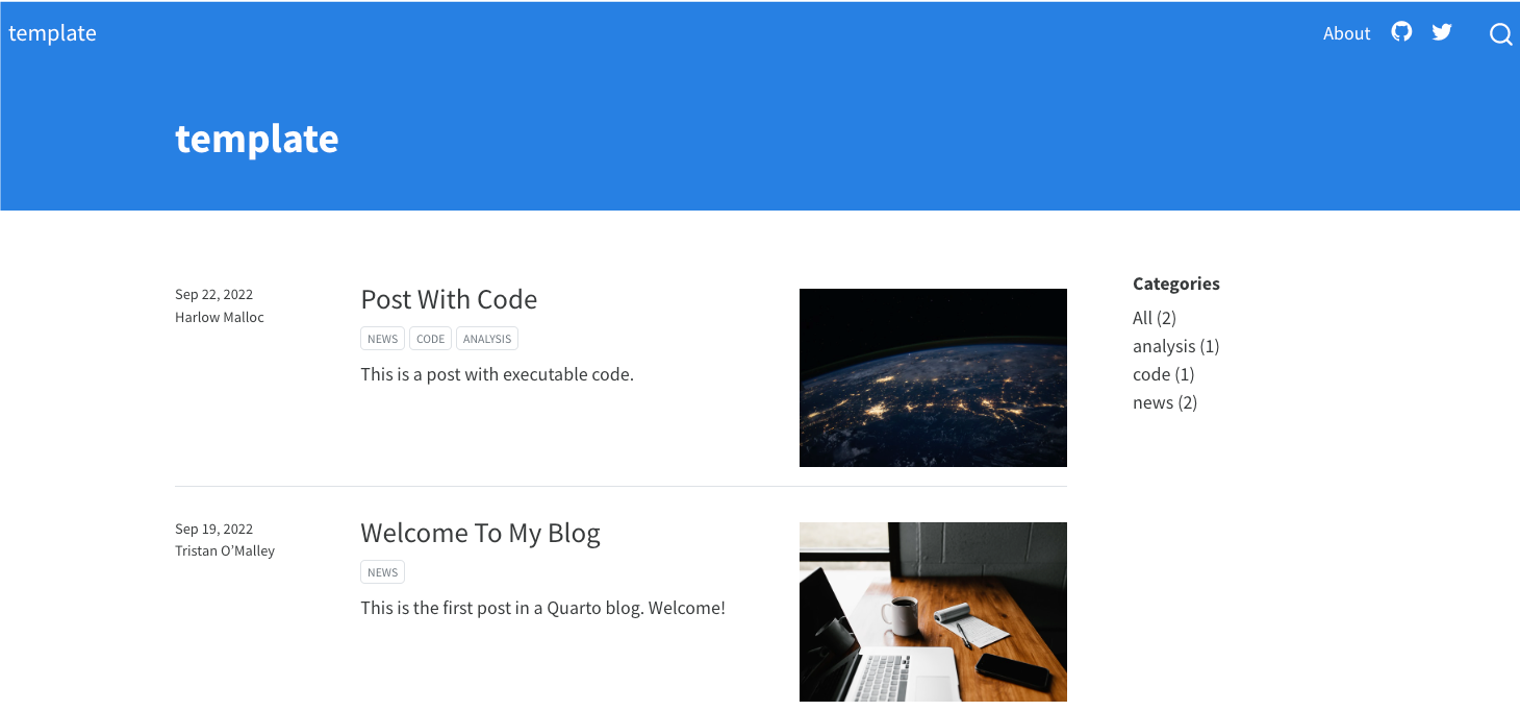 template
About
template
Sep 22, 2022
Harlow Malloc
Post With Code
NEWS CODE ANALYSIS
This is a post with executable code.
Categories
All (2)
analysis (1)
code (1)
news (2)
Sep 19, 2022
Tristan O’Malley
Welcome To My Blog
NEWS
This is the first post in a Quarto blog. Welcome!